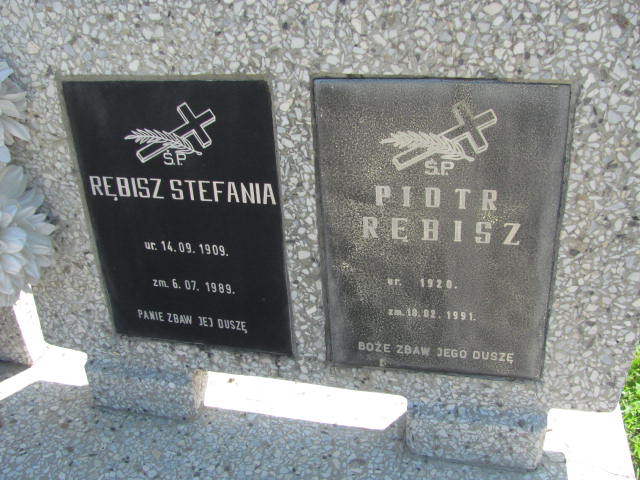 Ś.P.
RĘBISZ STEFANIA
ur. 14.09.1909.
zm. 6.07.1989.
PANIE ZBAW JEJ DUSZĘ
Ś.P.
PIOTR
RĘBISZ
ur. 1920.
zm. 18.02.1991.
BOŻE ZBAW JEGO DUSZĘ